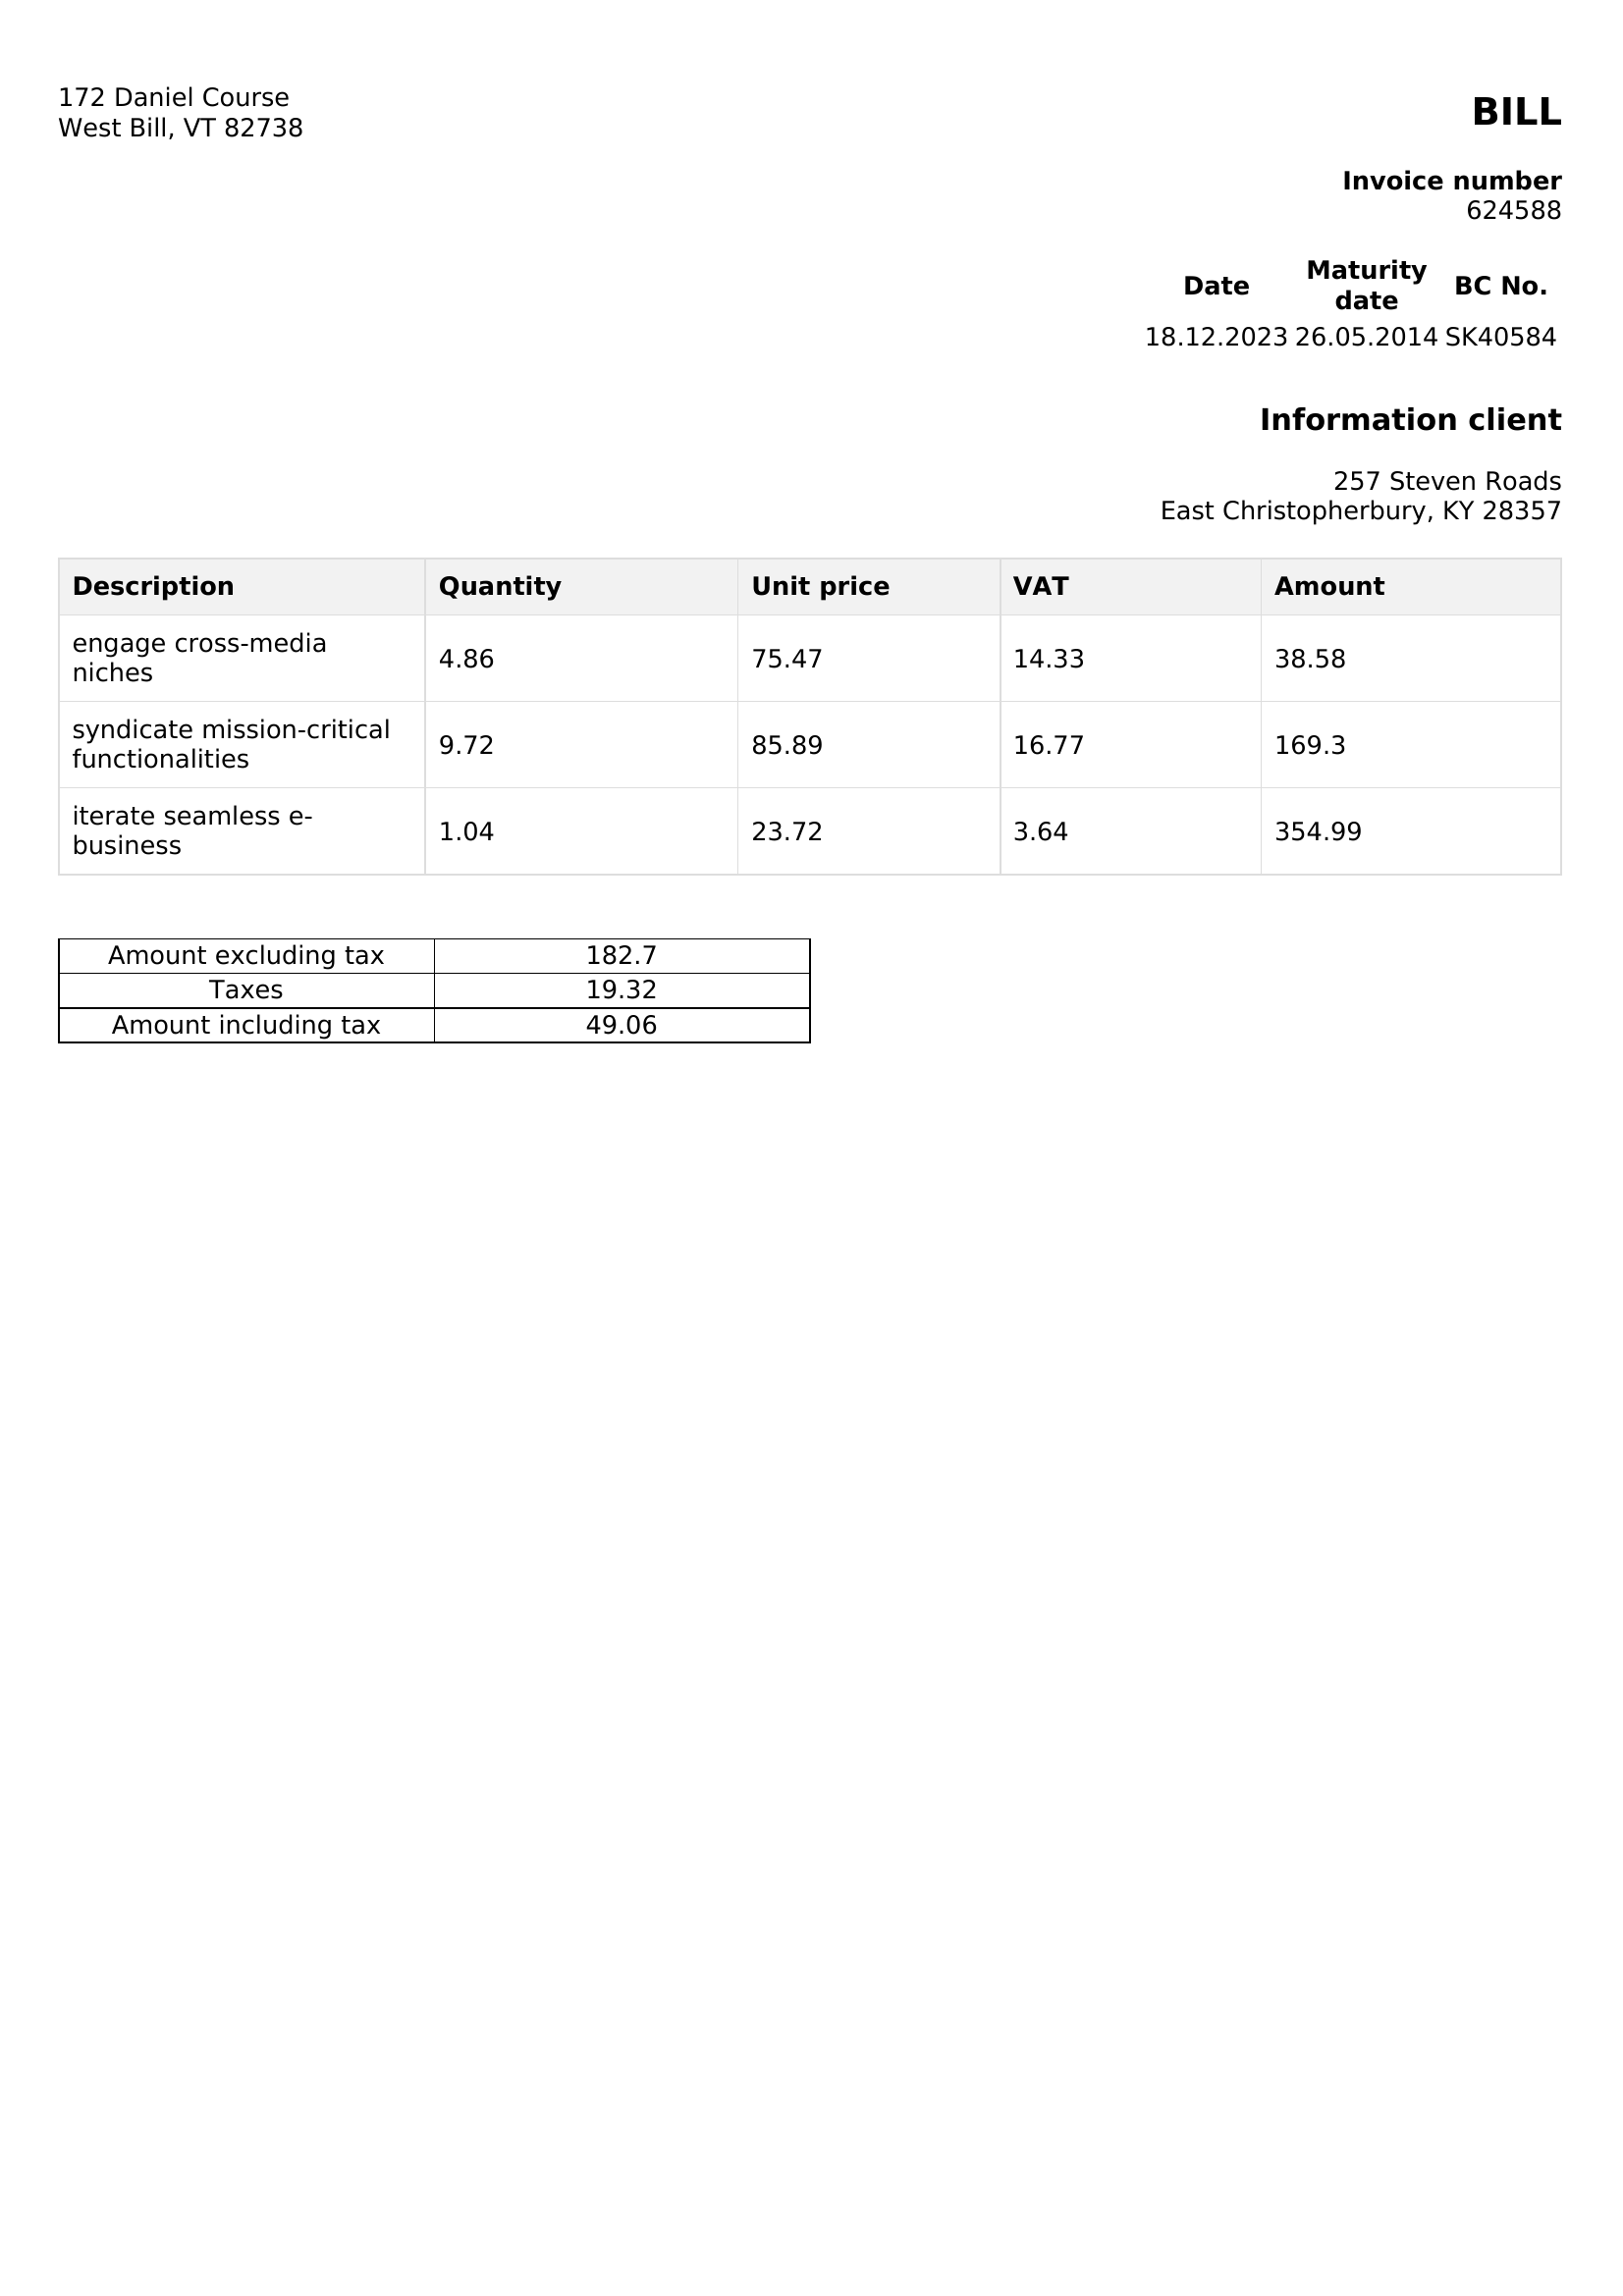 172 Daniel Course
West Bill, VT 82738
BILL
Invoice number
624588
Date Maturity date BC No.
18.12.2023 26.05.2014 SK40584
Information client
257 Steven Roads
East Christopherbury, KY 28357
Description Quantity Unit price VAT Amount
engage cross-media
niches 4.86 75.47 14.33 38.58
syndicate mission-critical
functionalities 9.72 85.89 16.77 169.3
iterate seamless e-
business 1.04 23.72 3.64 354.99
Amount excluding tax 182.7
Taxes 19.32
Amount including tax 49.06